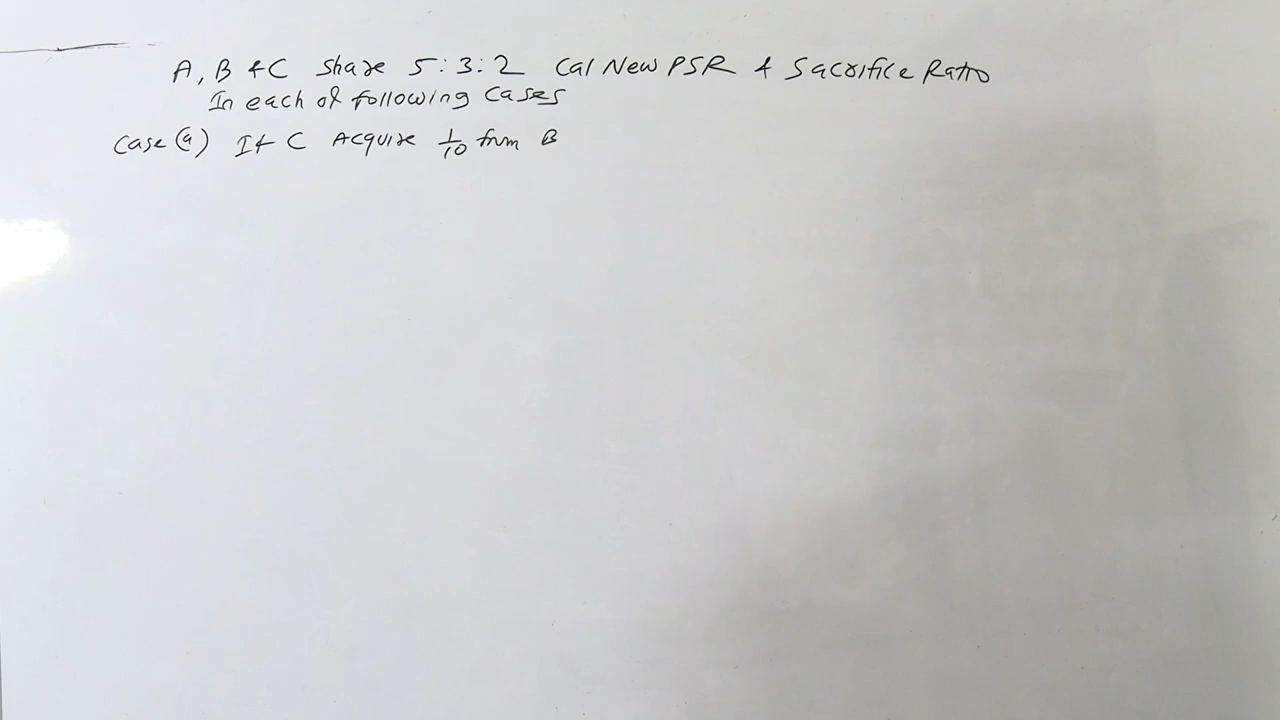 A, B & C Share 5:3:2 Cal New PSR & Sacrifice Ratio
In each of following Cases
Case (a) If C Acquire 1/10 from B